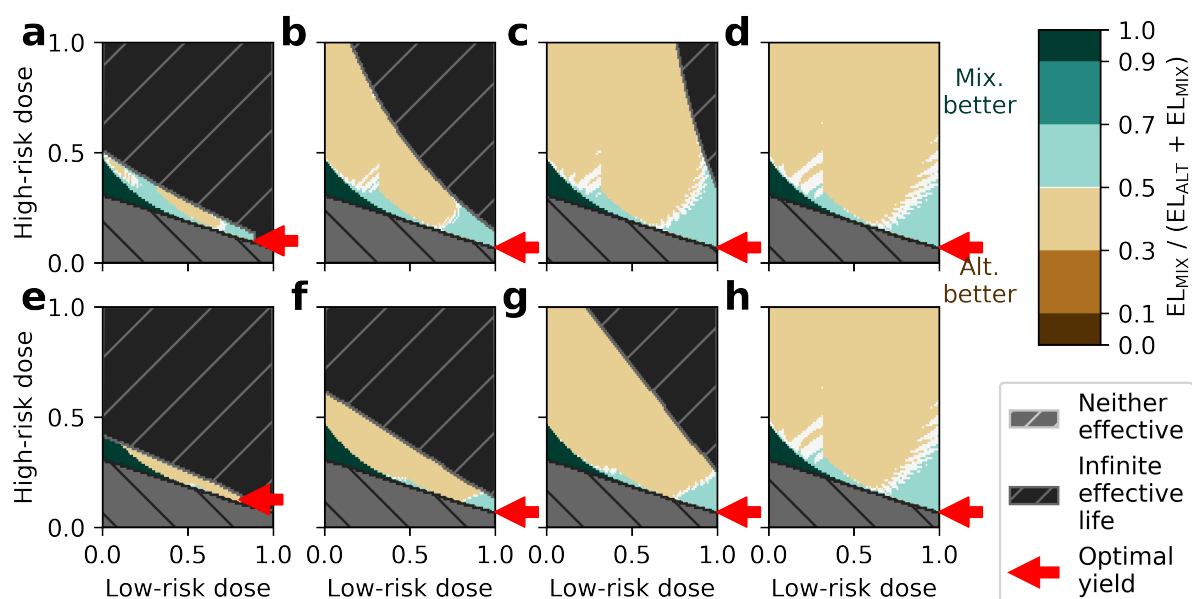 a b c d
1.0
0.5
0.0
High-risk dose
Mix.
better
Alt.
better
1.0
0.9
0.7
0.5
0.3
0.1
0.0
EL_MIX / (EL_ALT + EL_MIX)
e f g h
1.0
0.5
0.0
High-risk dose
0.0 0.5 1.0 0.0 0.5 1.0 0.0 0.5 1.0 0.0 0.5 1.0
Low-risk dose Low-risk dose Low-risk dose Low-risk dose
Neither
effective
Infinite
effective
life
Optimal
yield